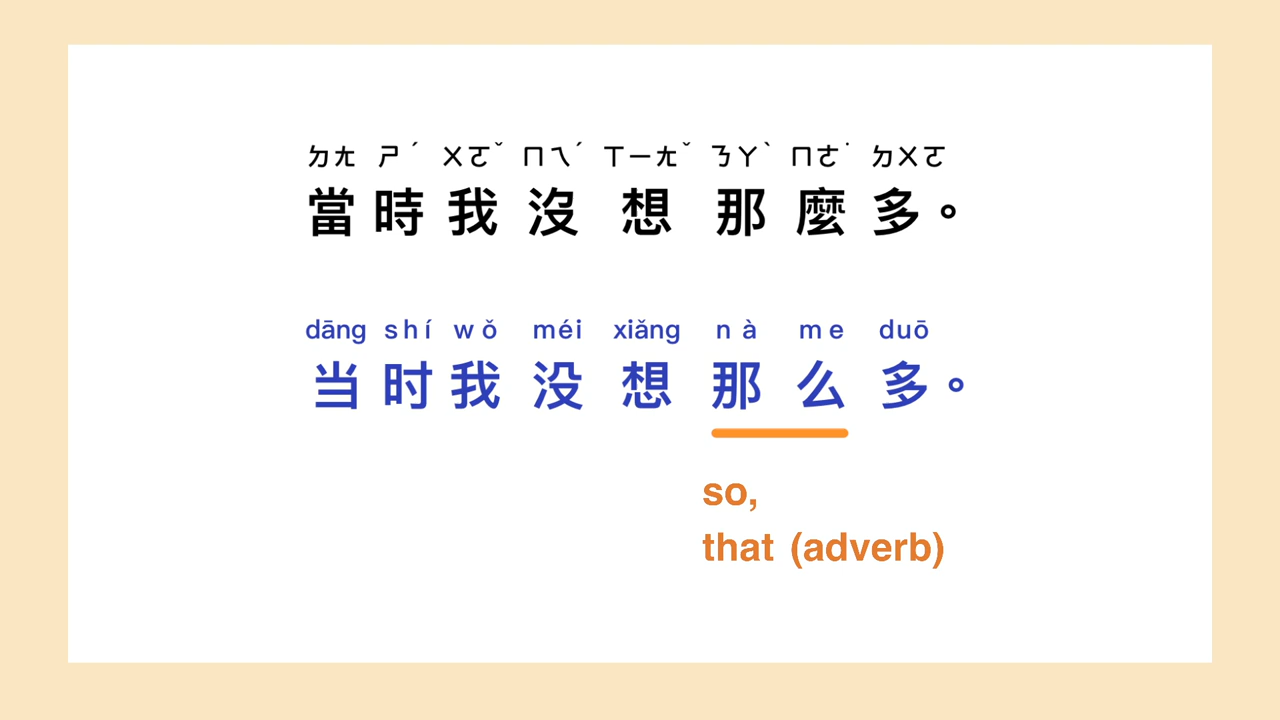 ㄉㄤ ㄕˊ ㄨㄛˇ ㄇㄟˊ ㄒㄧㄤˇ ㄋㄚˋ ㄇㄜ˙ ㄉㄨㄛ
當時我沒想那麼多。
dāng shí wǒ méi xiǎng nà me duō
当时我没想那么多。
so,
that (adverb)